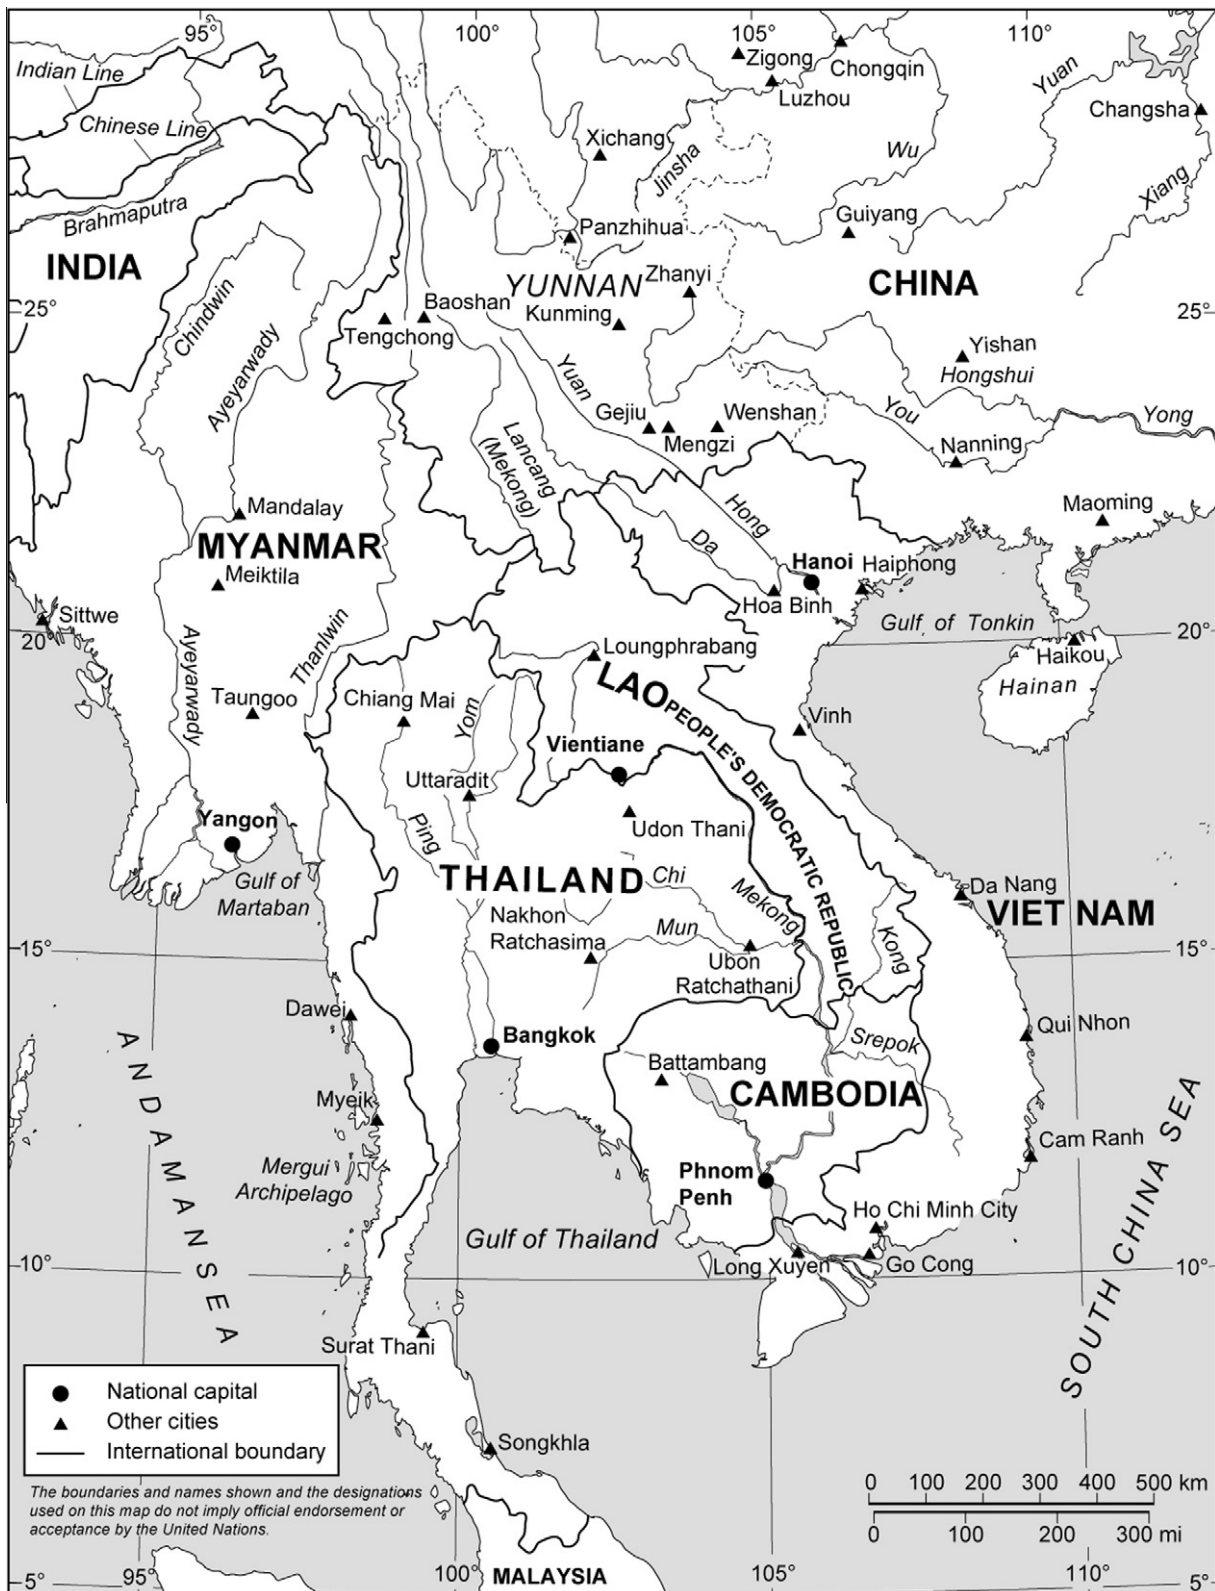 95°
100°
105°
110°
Indian Line
Chinese Line
Brahmaputra
INDIA
Zigong
Chongqin
Luzhou
Yuan
Changsha
Xichang
Jinsha
Wu
Xiang
Panzhihua
Guiyang
Chindwin
YUNNAN
Zhanyi
CHINA
25°
Baoshan
Kunming
25°
Tengchong
Ayeyarwady
Yuan
Yishan
Hongshui
Gejiu
Wenshan
You
Yong
Mengzi
Nanning
Lancang
(Mekong)
Mandalay
Hong
Maoming
MYANMAR
Da
Meiktila
Hanoi
Haiphong
Hoa Binh
Sittwe
20°
Gulf of Tonkin
20°
Ayeyarwady
Thanlwin
Loungphrabang
Haikou
Hainan
Taungoo
Chiang Mai
Yom
LAO PEOPLE'S DEMOCRATIC REPUBLIC
Vinh
Vientiane
Uttaradit
Yangon
Ping
Udon Thani
Gulf of
Martaban
THAILAND
Chi
Mekong
Da Nang
VIET NAM
Nakhon
Ratchasima
Mun
Kong
15°
15°
Ubon
Ratchathani
Dawei
Bangkok
Qui Nhon
Srepok
Battambang
CAMBODIA
ANDAMAN SEA
Myeik
Mergui
Archipelago
Cam Ranh
Phnom
Penh
Ho Chi Minh City
Gulf of Thailand
10°
Long Xuyen
Go Cong
10°
SOUTH CHINA SEA
Surat Thani
National capital
Other cities
International boundary
Songkhla
The boundaries and names shown and the designations
used on this map do not imply official endorsement or
acceptance by the United Nations.
0 100 200 300 400 500 km
0 100 200 300 mi
5°
95°
100°
MALAYSIA
105°
110°
5°